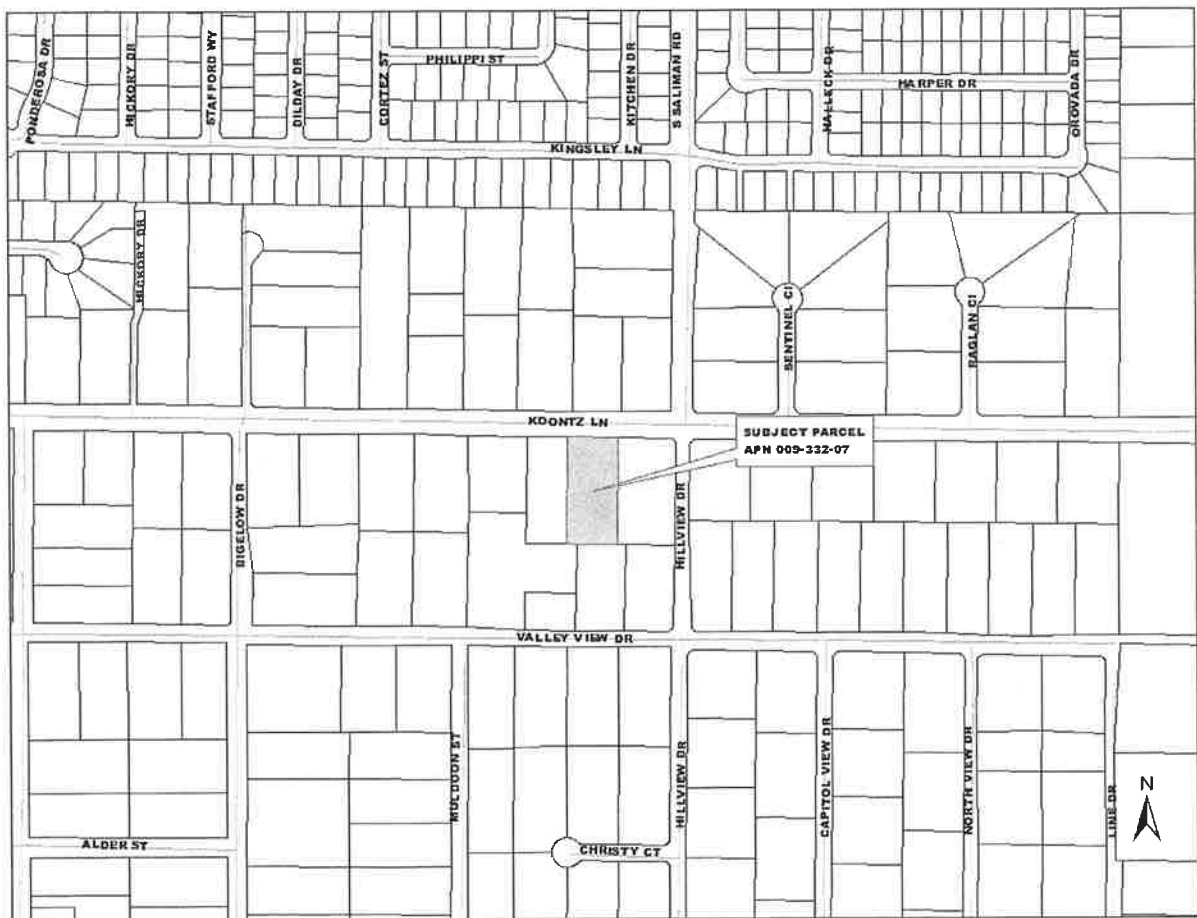 PONDEROSA DR
HICKORY DR
STAFFORD WY
DILDAY DR
CORTEZ ST
PHILIPPI ST
KITCHEN DR
S SALIMAN RD
HALLECK DR
HARPER DR
OROVADA DR
KINGSLEY LN
HICKORY DR
SENTINEL CI
RAGLAN CI
KOONTZ LN
SUBJECT PARCEL
APN 009-332-07
BIGELOW DR
HILLVIEW DR
VALLEY VIEW DR
MULDOON ST
HILLVIEW DR
CAPITOL VIEW DR
NORTH VIEW DR
LINE DR
N
ALDER ST
CHRISTY CT